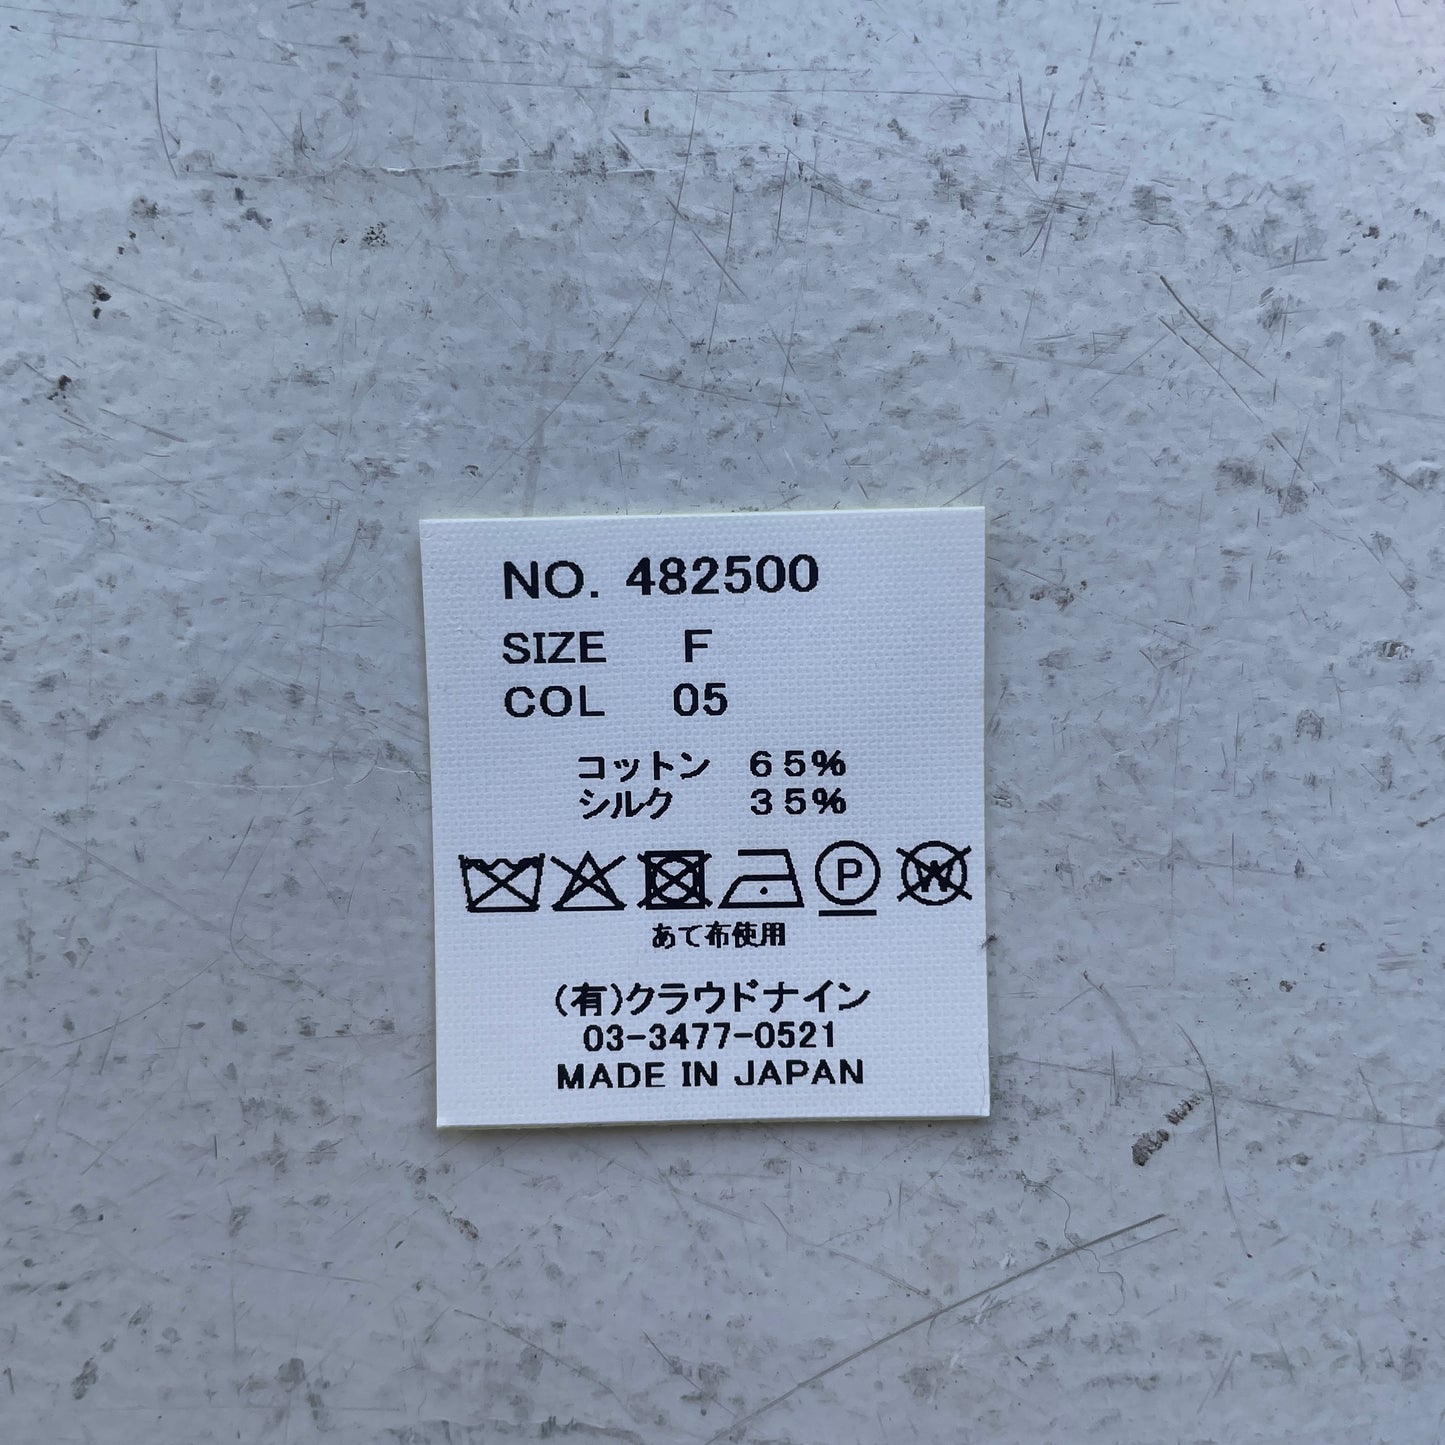 NO. 482500
SIZE F
COL 05
コットン 65%
シルク 35%
P W
あて布使用
(有)クラウドナイン
03-3477-0521
MADE IN JAPAN